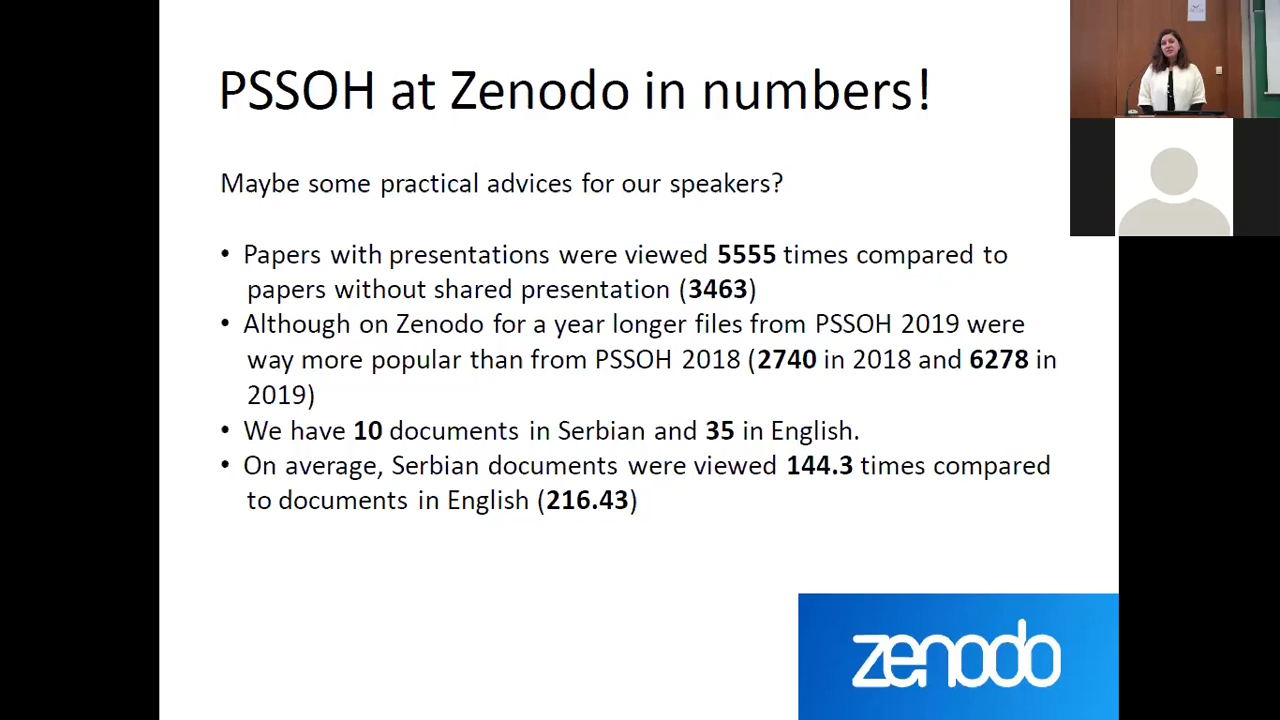 PSSOH at Zenodo in numbers!
Maybe some practical advices for our speakers?
• Papers with presentations were viewed 5555 times compared to
papers without shared presentation (3463)
• Although on Zenodo for a year longer files from PSSOH 2019 were
way more popular than from PSSOH 2018 (2740 in 2018 and 6278 in
2019)
• We have 10 documents in Serbian and 35 in English.
• On average, Serbian documents were viewed 144.3 times compared
to documents in English (216.43)
zenodo